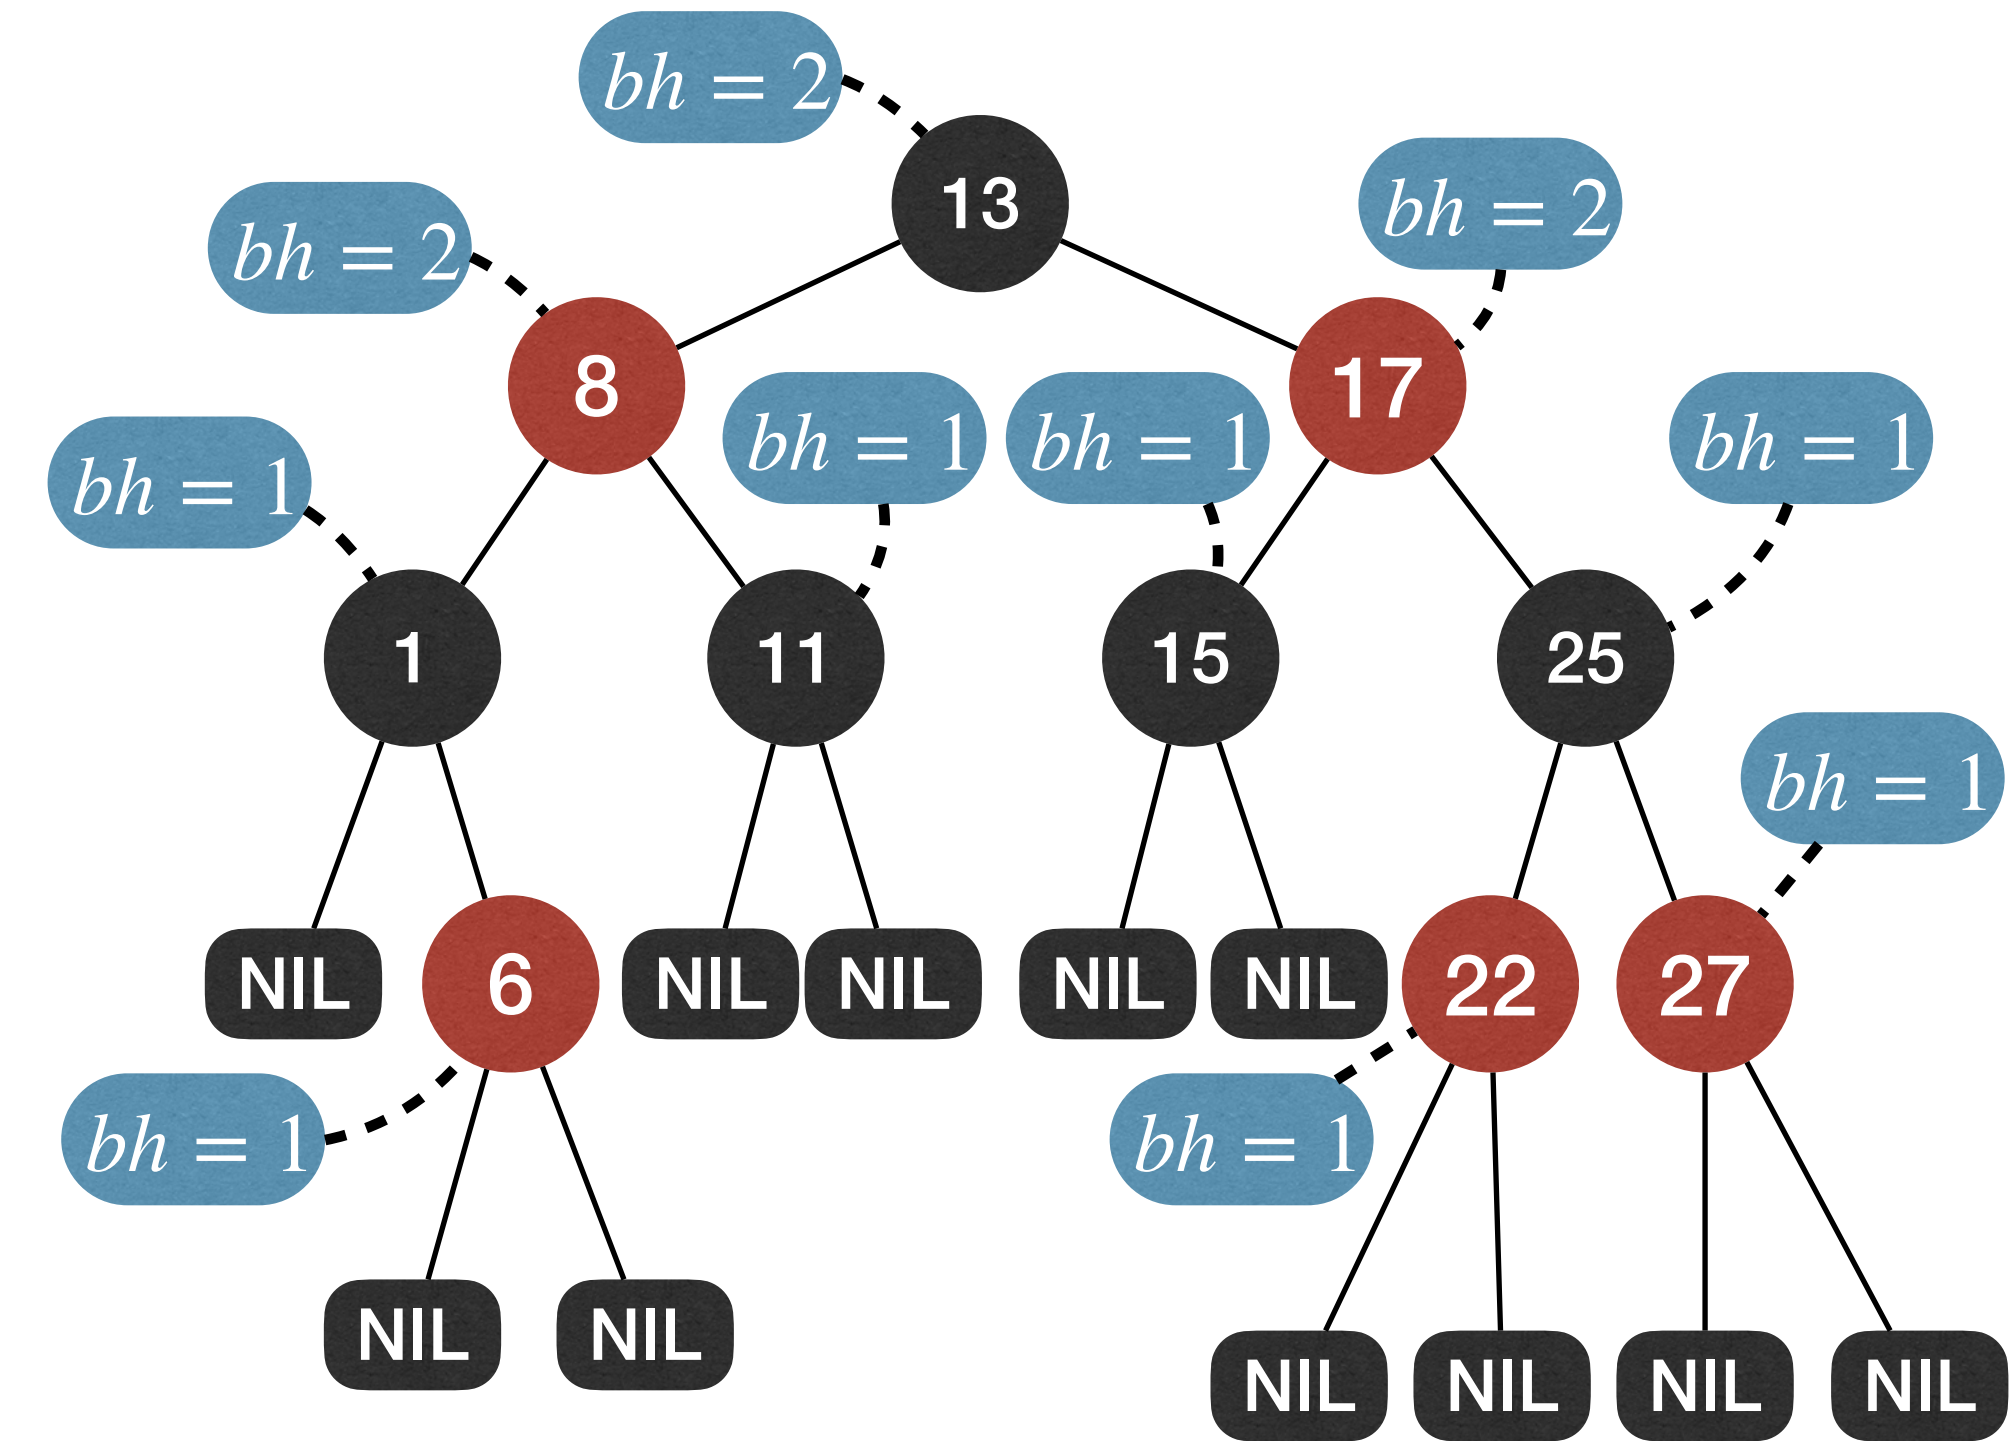 bh = 2
13
bh = 2
bh = 2
8
17
bh = 1
bh = 1
bh = 1
bh = 1
1
11
15
25
bh = 1
NIL
6
NIL
NIL
NIL
NIL
22
27
bh = 1
bh = 1
NIL
NIL
NIL
NIL
NIL
NIL